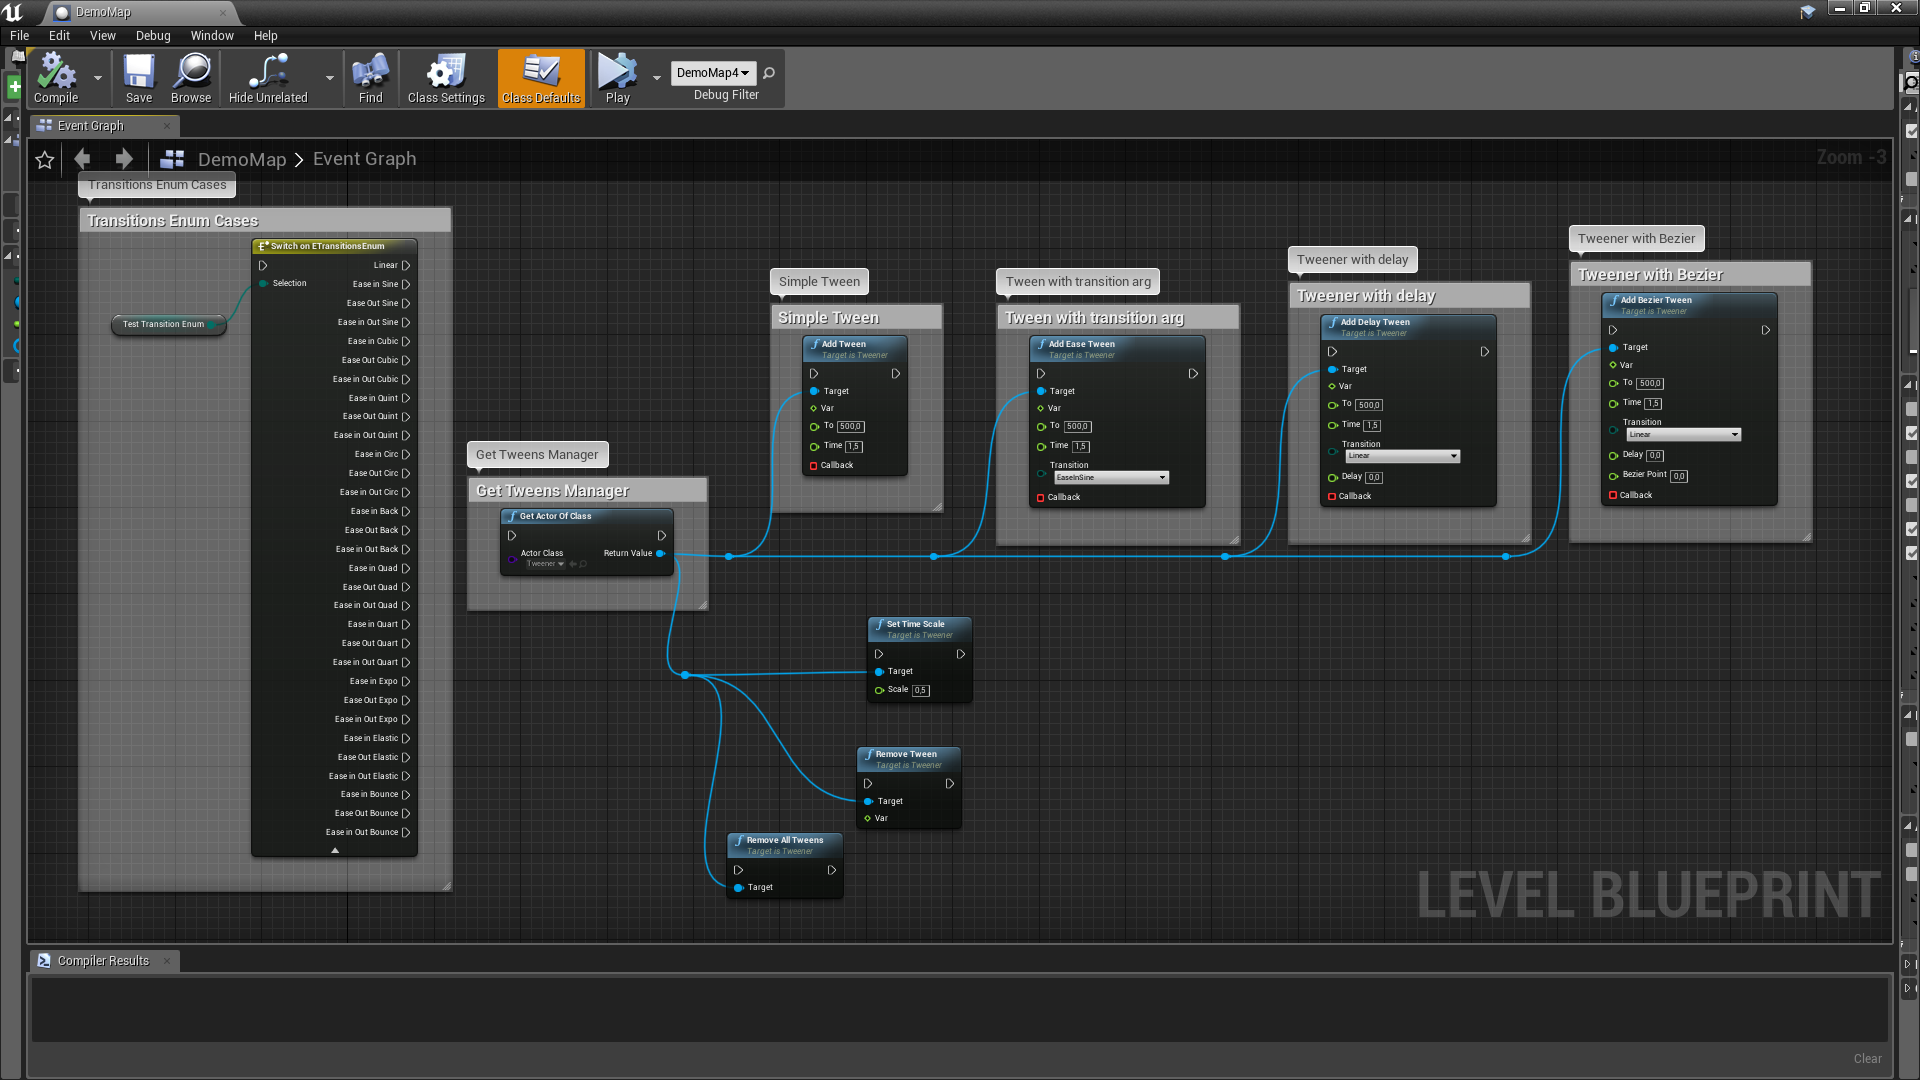 DemoMap
File Edit View Debug Window Help
Compile
Save
Browse
Hide Unrelated
Find
Class Settings
Class Defaults
Play
DemoMap4
Debug Filter
Event Graph
DemoMap > Event Graph
Zoom -3
Transitions Enum Cases
Transitions Enum Cases
Switch on ETransitionsEnum
Selection
Test Transition Enum
Linear
Ease in Sine
Ease Out Sine
Ease in Out Sine
Ease in Cubic
Ease Out Cubic
Ease in Out Cubic
Ease in Quint
Ease Out Quint
Ease in Out Quint
Ease in Circ
Ease Out Circ
Ease in Out Circ
Ease in Back
Ease Out Back
Ease in Out Back
Ease in Quad
Ease Out Quad
Ease in Out Quad
Ease in Quart
Ease Out Quart
Ease in Out Quart
Ease in Expo
Ease Out Expo
Ease in Out Expo
Ease in Elastic
Ease Out Elastic
Ease in Out Elastic
Ease in Bounce
Ease Out Bounce
Ease in Out Bounce
Get Tweens Manager
Get Tweens Manager
Get Actor Of Class
Actor Class
Tweener
Return Value
Simple Tween
Simple Tween
Add Tween
Target is Tweener
Target
Var
To 500,0
Time 1,5
Callback
Tween with transition arg
Tween with transition arg
Add Ease Tween
Target is Tweener
Target
Var
To 500,0
Time 1,5
Transition
EaseInSine
Callback
Tweener with delay
Tweener with delay
Add Delay Tween
Target is Tweener
Target
Var
To 500,0
Time 1,5
Transition
Linear
Delay 0,0
Callback
Tweener with Bezier
Tweener with Bezier
Add Bezier Tween
Target is Tweener
Target
Var
To 500,0
Time 1,5
Transition
Linear
Delay 0,0
Bezier Point 0,0
Callback
Set Time Scale
Target is Tweener
Target
Scale 0,5
Remove Tween
Target is Tweener
Target
Var
Remove All Tweens
Target is Tweener
Target
LEVEL BLUEPRINT
Compiler Results
Clear